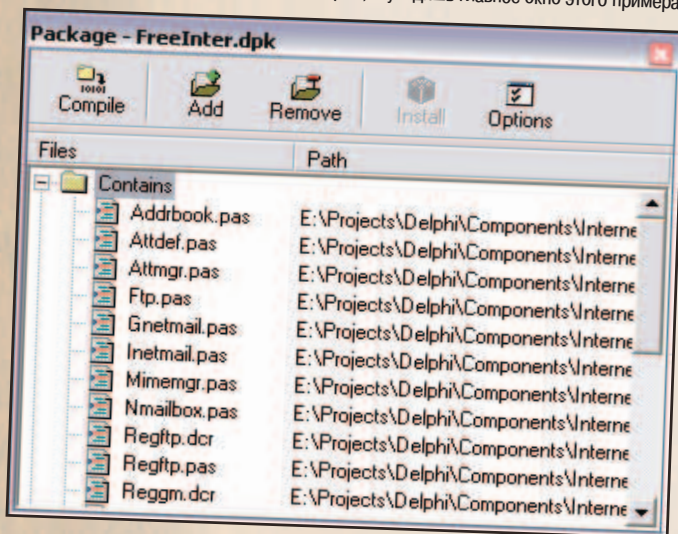 главное окно этого примера
Package - FreeInter.dpk
Compile Add Remove Install Options
Files Path
Contains
Addrbook.pas E:\Projects\Delphi\Components\Interne
Attdef.pas E:\Projects\Delphi\Components\Interne
Attmgr.pas E:\Projects\Delphi\Components\Interne
Ftp.pas E:\Projects\Delphi\Components\Interne
Gnetmail.pas E:\Projects\Delphi\Components\Interne
Inetmail.pas E:\Projects\Delphi\Components\Interne
Mimemgr.pas E:\Projects\Delphi\Components\Interne
Nmailbox.pas E:\Projects\Delphi\Components\Interne
Regftp.dcr E:\Projects\Delphi\Components\Interne
Regftp.pas E:\Projects\Delphi\Components\Interne
Reggm.dcr E:\Projects\Delphi\Components\Interne